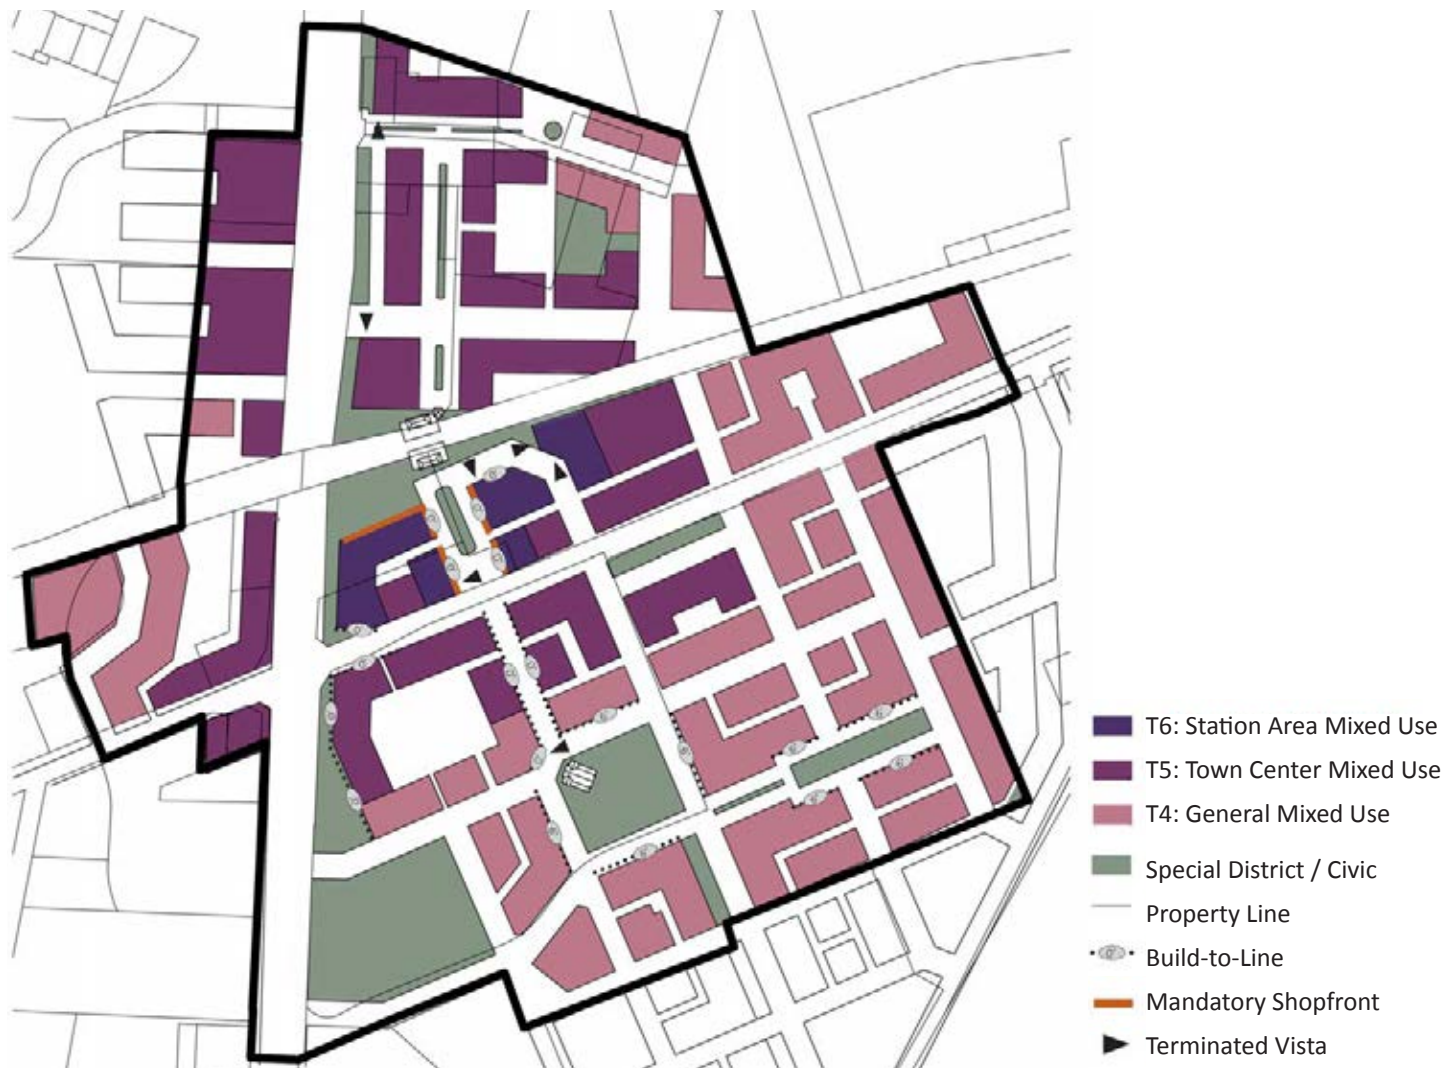 T6: Station Area Mixed Use
T5: Town Center Mixed Use
T4: General Mixed Use
Special District / Civic
Property Line
Build-to-Line
Mandatory Shopfront
Terminated Vista